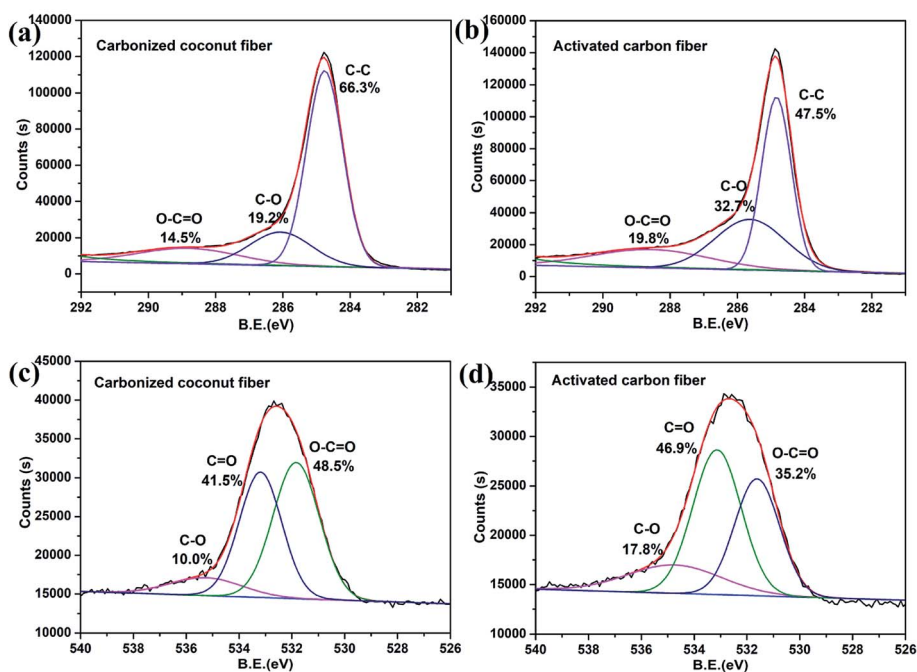 (a)
Carbonized coconut fiber
C-C
66.3%
C-O
19.2%
O-C=O
14.5%
140000
120000
100000
80000
60000
40000
20000
0
Counts (s)
292 290 288 286 284 282
B.E.(eV)
(b)
Activated carbon fiber
C-C
47.5%
C-O
32.7%
O-C=O
19.8%
160000
140000
120000
100000
80000
60000
40000
20000
0
Counts (s)
292 290 288 286 284 282
B.E.(eV)
(c)
Carbonized coconut fiber
C=O
41.5%
O-C=O
48.5%
C-O
10.0%
45000
40000
35000
30000
25000
20000
15000
10000
Counts (s)
540 538 536 534 532 530 528 526
B.E.(eV)
(d)
Activated carbon fiber
C=O
46.9%
O-C=O
35.2%
C-O
17.8%
35000
30000
25000
20000
15000
10000
Counts (s)
540 538 536 534 532 530 528 526
B.E.(eV)